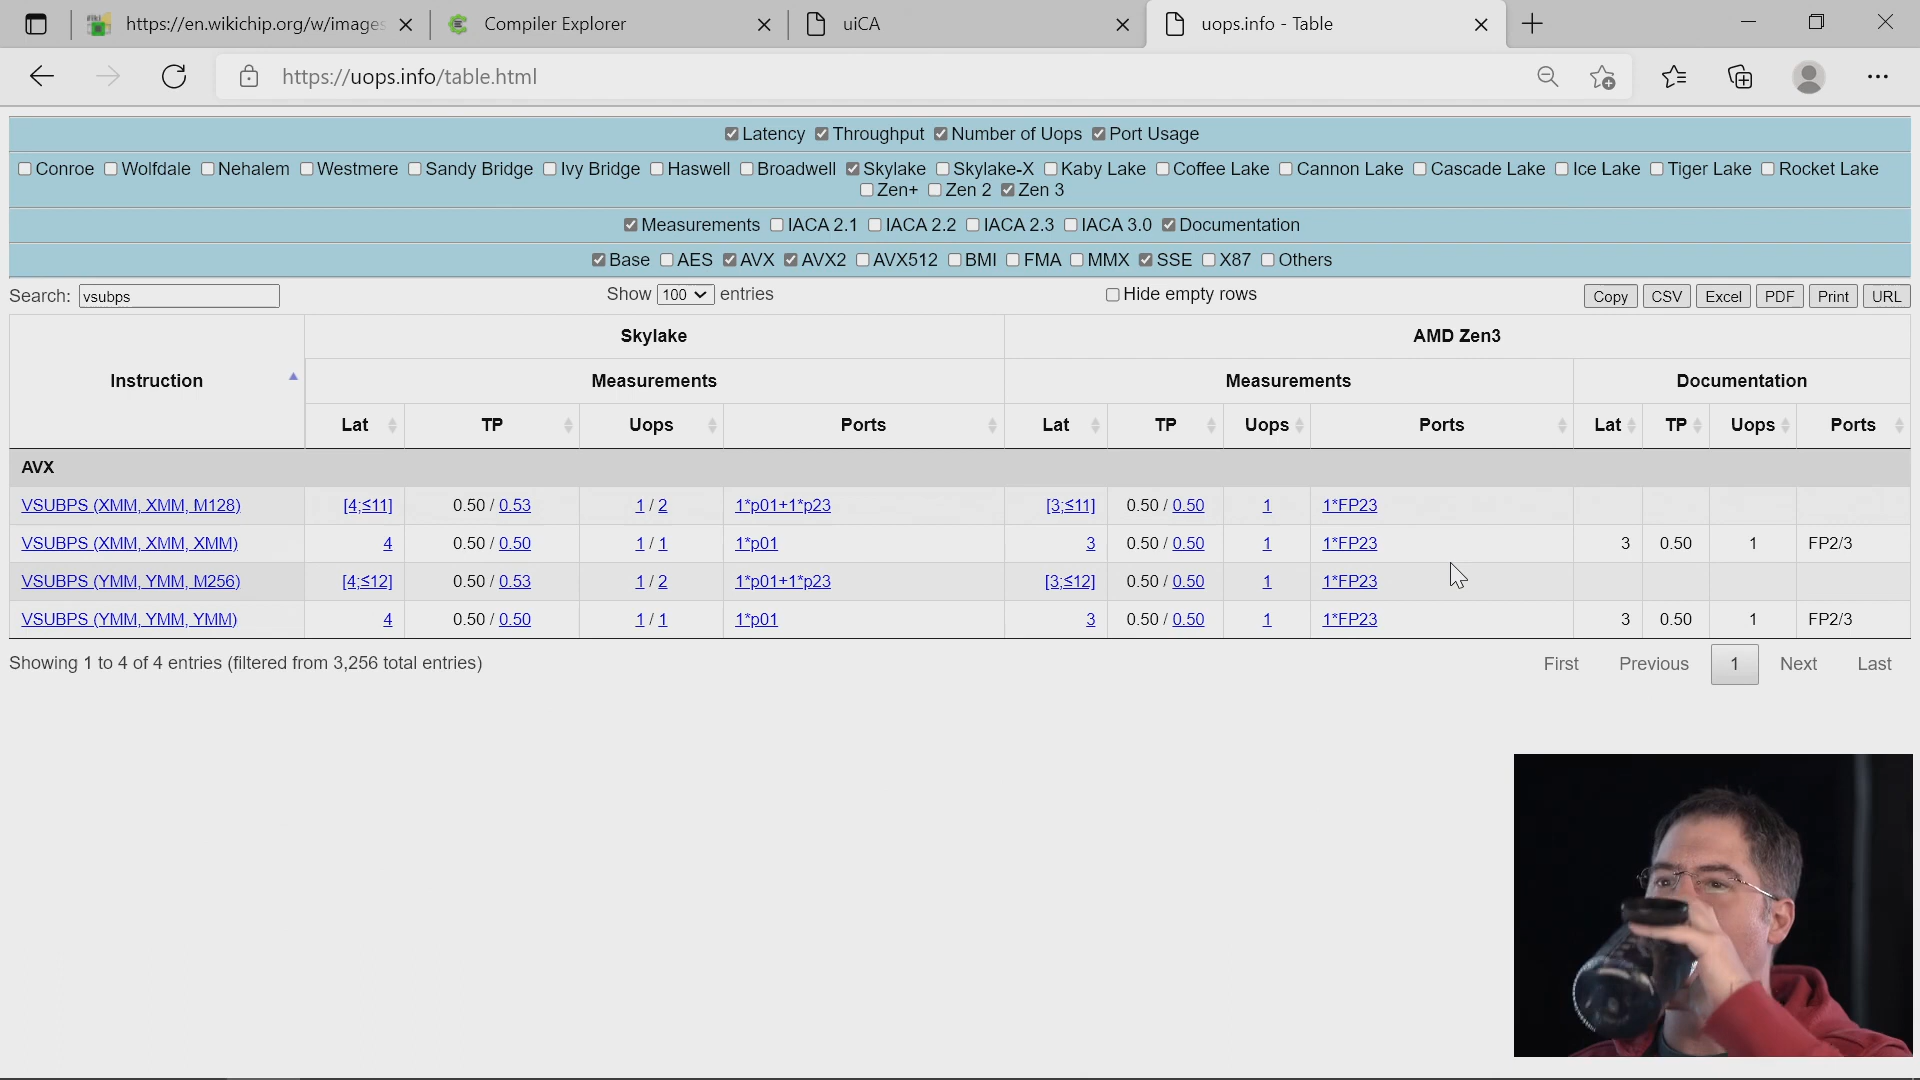 https://en.wikichip.org/w/images
Compiler Explorer
uiCA
uops.info - Table
https://uops.info/table.html
Latency Throughput Number of Uops Port Usage
Conroe Wolfdale Nehalem Westmere Sandy Bridge Ivy Bridge Haswell Broadwell Skylake Skylake-X Kaby Lake Coffee Lake Cannon Lake Cascade Lake Ice Lake Tiger Lake Rocket Lake
Zen+ Zen 2 Zen 3
Measurements IACA 2.1 IACA 2.2 IACA 2.3 IACA 3.0 Documentation
Base AES AVX AVX2 AVX512 BMI FMA MMX SSE X87 Others
Search: vsubps Show 100 entries Hide empty rows Copy CSV Excel PDF Print URL
Skylake AMD Zen3
Instruction Measurements Measurements Documentation
Lat TP Uops Ports Lat TP Uops Ports Lat TP Uops Ports
AVX
VSUBPS (XMM, XMM, M128) [4;≤11] 0.50 / 0.53 1 / 2 1*p01+1*p23 [3;≤11] 0.50 / 0.50 1 1*FP23
VSUBPS (XMM, XMM, XMM) 4 0.50 / 0.50 1 / 1 1*p01 3 0.50 / 0.50 1 1*FP23 3 0.50 1 FP2/3
VSUBPS (YMM, YMM, M256) [4;≤12] 0.50 / 0.53 1 / 2 1*p01+1*p23 [3;≤12] 0.50 / 0.50 1 1*FP23
VSUBPS (YMM, YMM, YMM) 4 0.50 / 0.50 1 / 1 1*p01 3 0.50 / 0.50 1 1*FP23 3 0.50 1 FP2/3
Showing 1 to 4 of 4 entries (filtered from 3,256 total entries) First Previous 1 Next Last